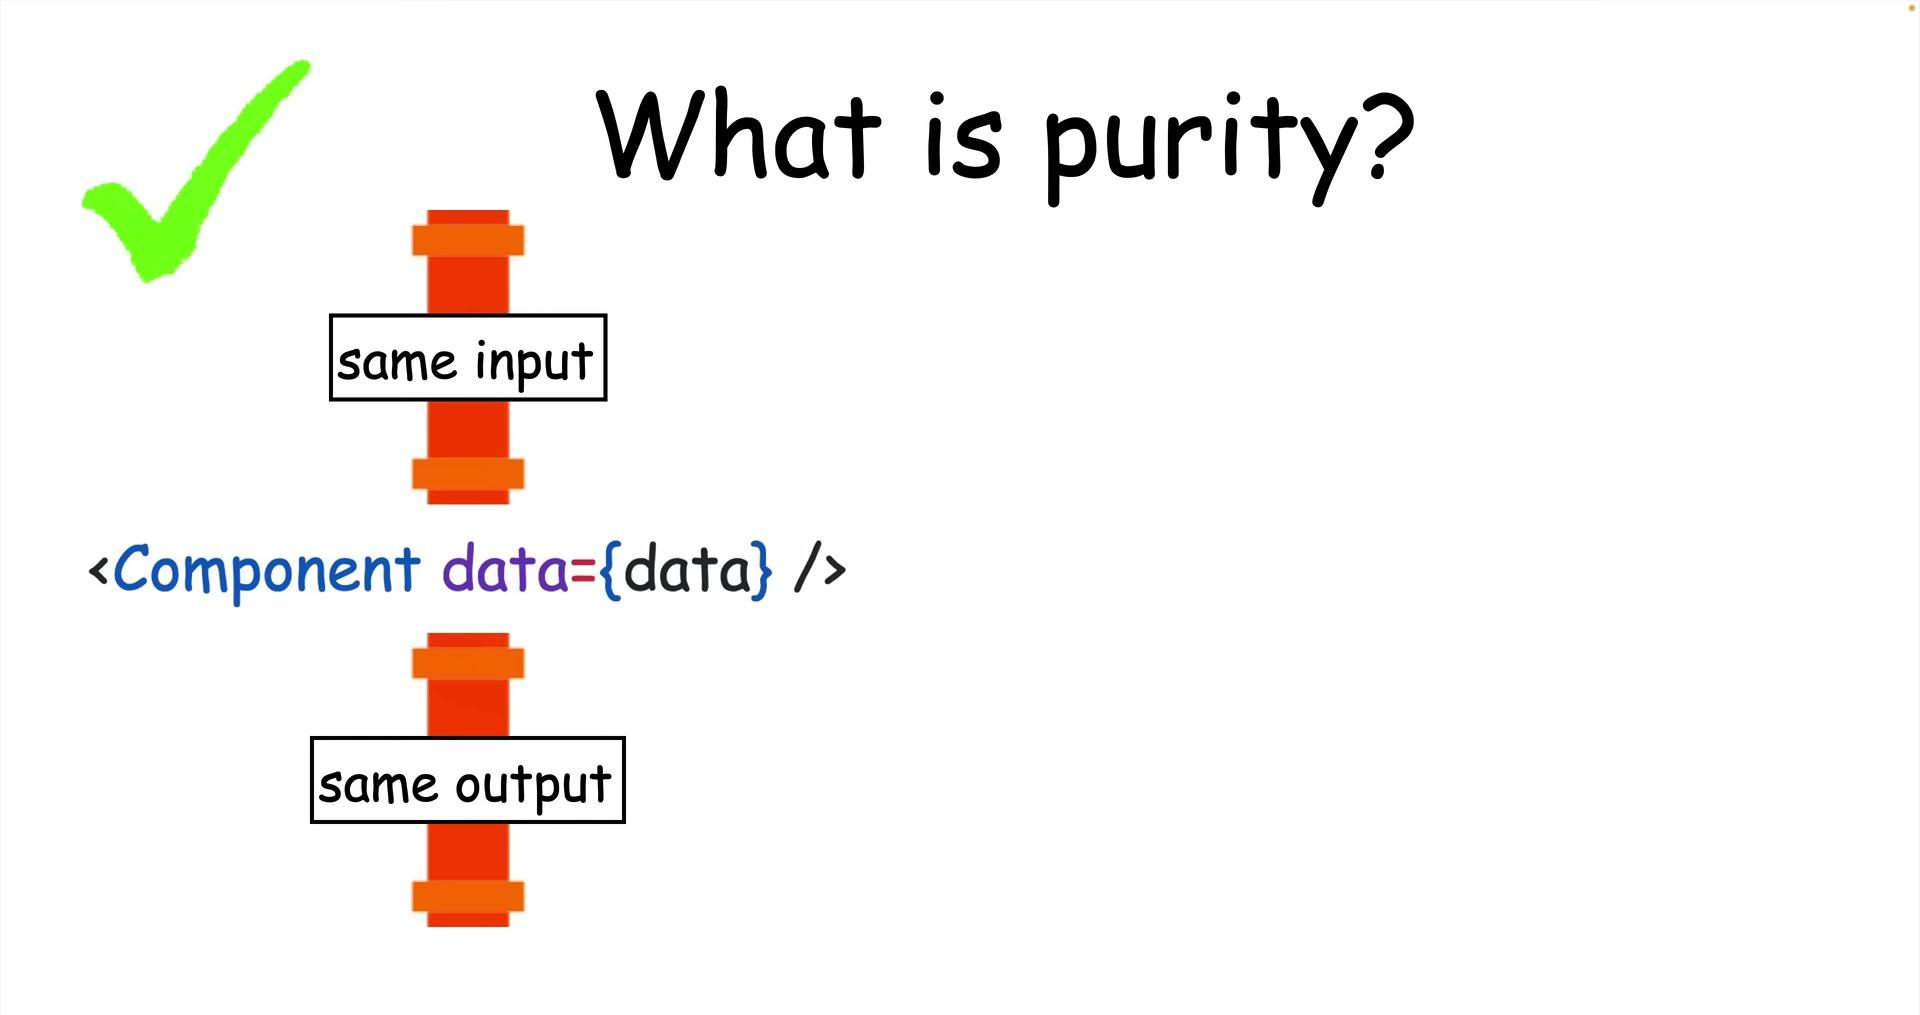 What is purity?
same input
<Component data={data} />
same output